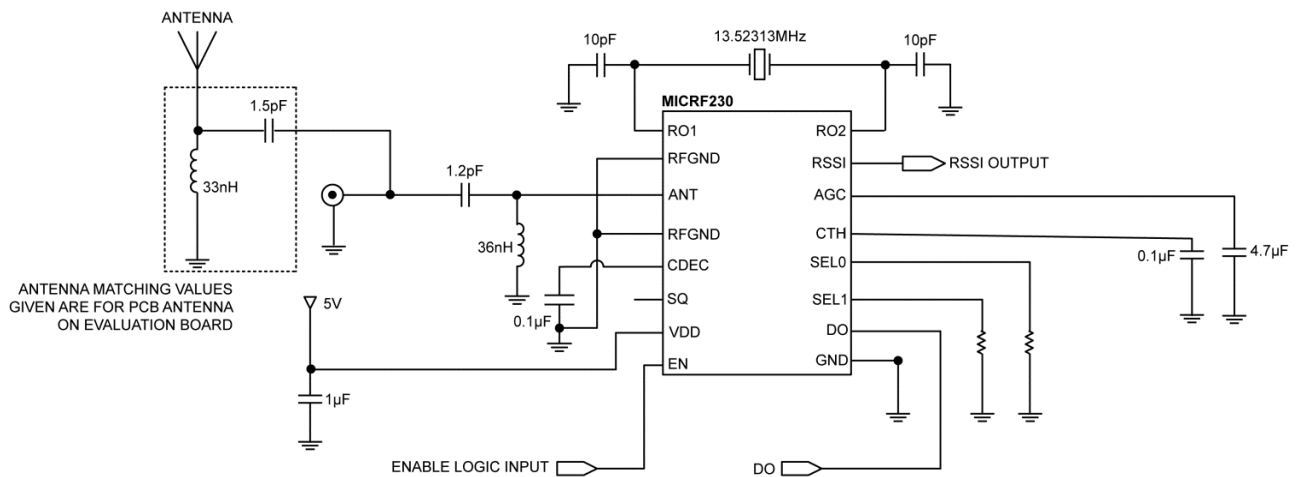 ANTENNA
10pF
13.52313MHz
10pF
1.5pF
MICRF230
RO1
RO2
RFGND
RSSI
RSSI OUTPUT
33nH
1.2pF
ANT
AGC
RFGND
CTH
36nH
0.1µF
4.7µF
CDEC
SEL0
ANTENNA MATCHING VALUES
GIVEN ARE FOR PCB ANTENNA
ON EVALUATION BOARD
5V
0.1µF
SQ
SEL1
VDD
DO
EN
GND
1µF
ENABLE LOGIC INPUT
DO